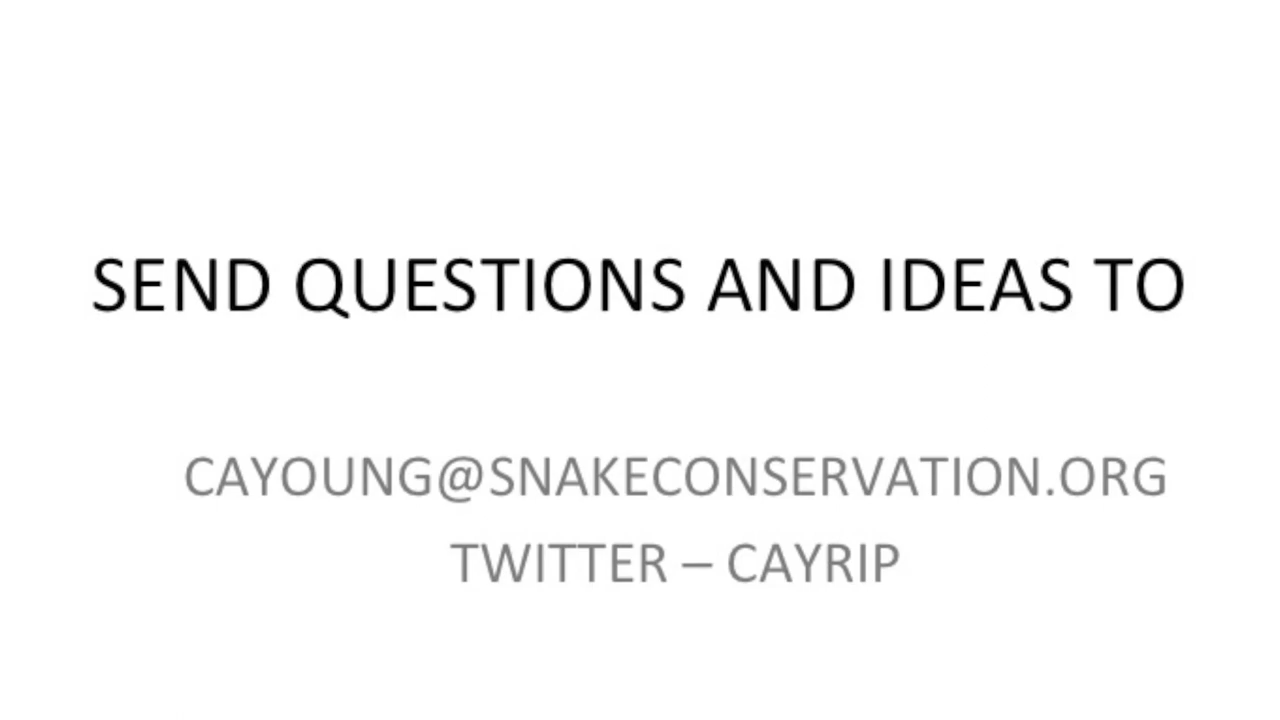 SEND QUESTIONS AND IDEAS TO
CAYOUNG@SNAKECONSERVATION.ORG
TWITTER – CAYRIP